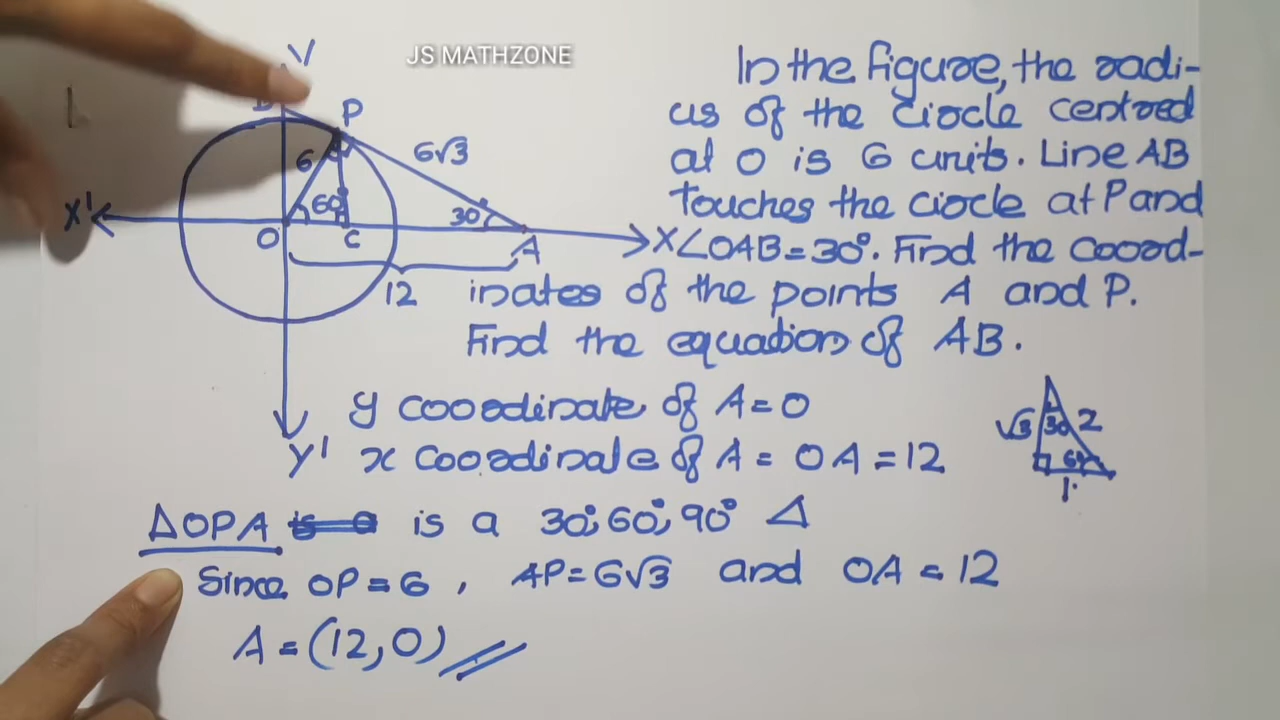 JS MATHZONE
In the figure, the radi-
us of the circle centred
at O is 6 units. Line AB
touches the circle at P and
∠OAB = 30°. Find the coord-
inates of the points A and P.
Find the equation of AB.
Y
B
P
6
6√3
60°
30°
X'
O
C
A
X
12
Y'
y coordinate of A = 0
x coordinate of A = OA = 12
√3 30 2
60
1
△OPA is a 30°, 60°, 90° △
Since OP = 6, AP = 6√3 and OA = 12
A = (12, 0)